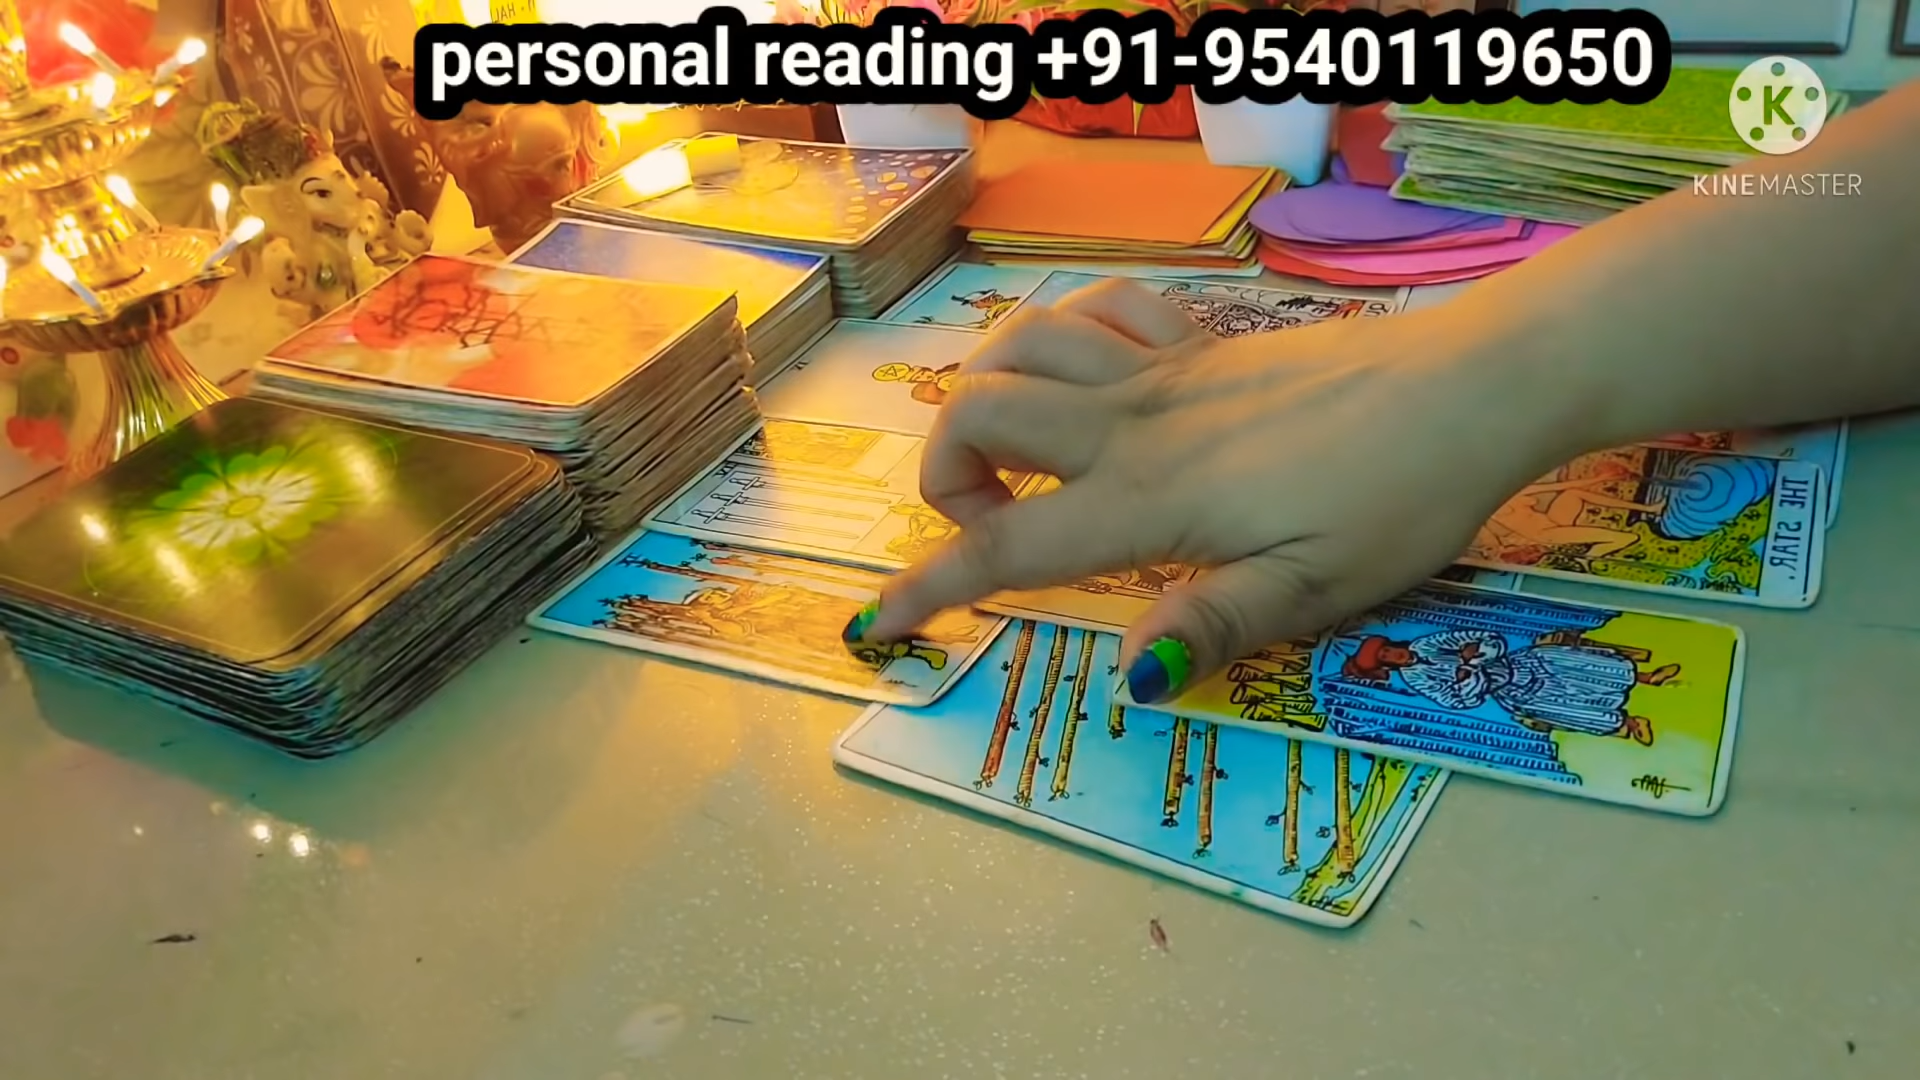 personal reading +91-9540119650
K
KINEMASTER
THE STAR.